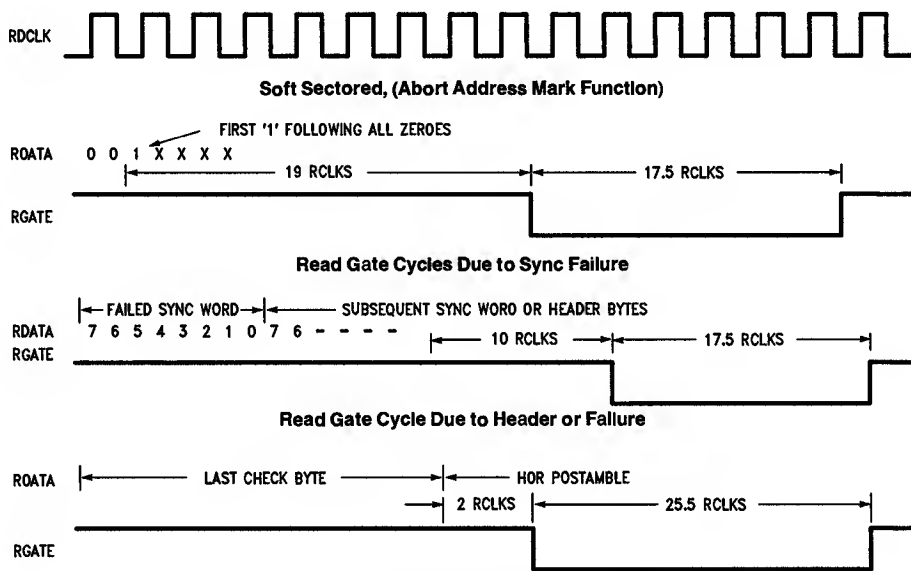 RDCLK
Soft Sectored, (Abort Address Mark Function)
FIRST '1' FOLLOWING ALL ZEROES
ROATA 0 0 1 X X X X
19 RCLKS 17.5 RCLKS
RGATE
Read Gate Cycles Due to Sync Failure
FAILED SYNC WORD SUBSEQUENT SYNC WORD OR HEADER BYTES
RDATA 7 6 5 4 3 2 1 0 7 6 - - - -
RGATE 10 RCLKS 17.5 RCLKS
Read Gate Cycle Due to Header or Failure
ROATA LAST CHECK BYTE HOR POSTAMBLE
2 RCLKS 25.5 RCLKS
RGATE